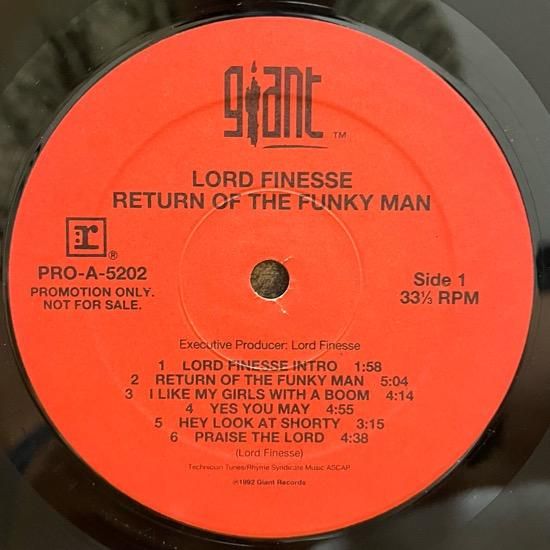 giant ™
LORD FINESSE
RETURN OF THE FUNKY MAN
r ®
PRO-A-5202
PROMOTION ONLY.
NOT FOR SALE.
Side 1
33⅓ RPM
Executive Producer: Lord Finesse
1 LORD FINESSE INTRO 1:58
2 RETURN OF THE FUNKY MAN 5:04
3 I LIKE MY GIRLS WITH A BOOM 4:14
4 YES YOU MAY 4:55
5 HEY LOOK AT SHORTY 3:15
6 PRAISE THE LORD 4:38
(Lord Finesse)
Technician Tunes/Rhyme Syndicate Music ASCAP
℗1992 Giant Records